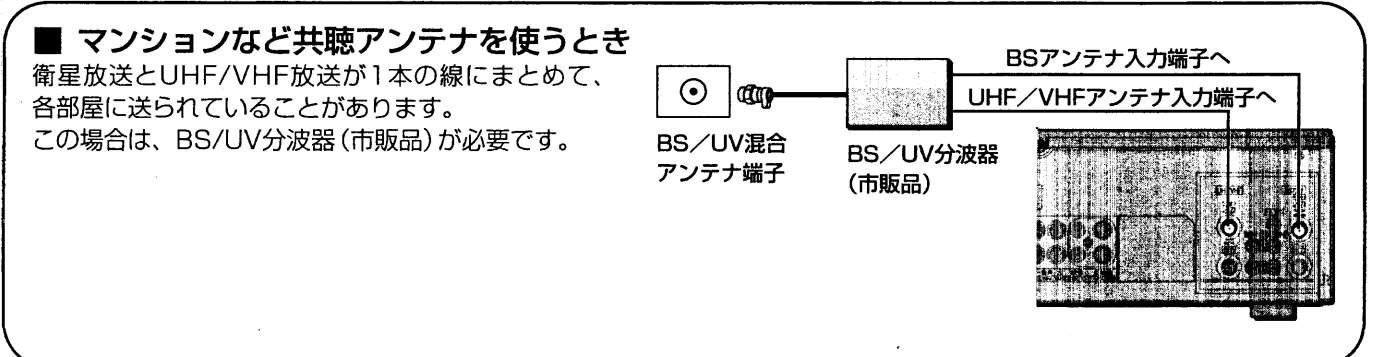 ■ マンションなど共聴アンテナを使うとき
衛星放送とUHF/VHF放送が1本の線にまとめて、
各部屋に送られていることがあります。
この場合は、BS/UV分波器(市販品)が必要です。
BS/UV混合
アンテナ端子
BS/UV分波器
(市販品)
BSアンテナ入力端子へ
UHF/VHFアンテナ入力端子へ